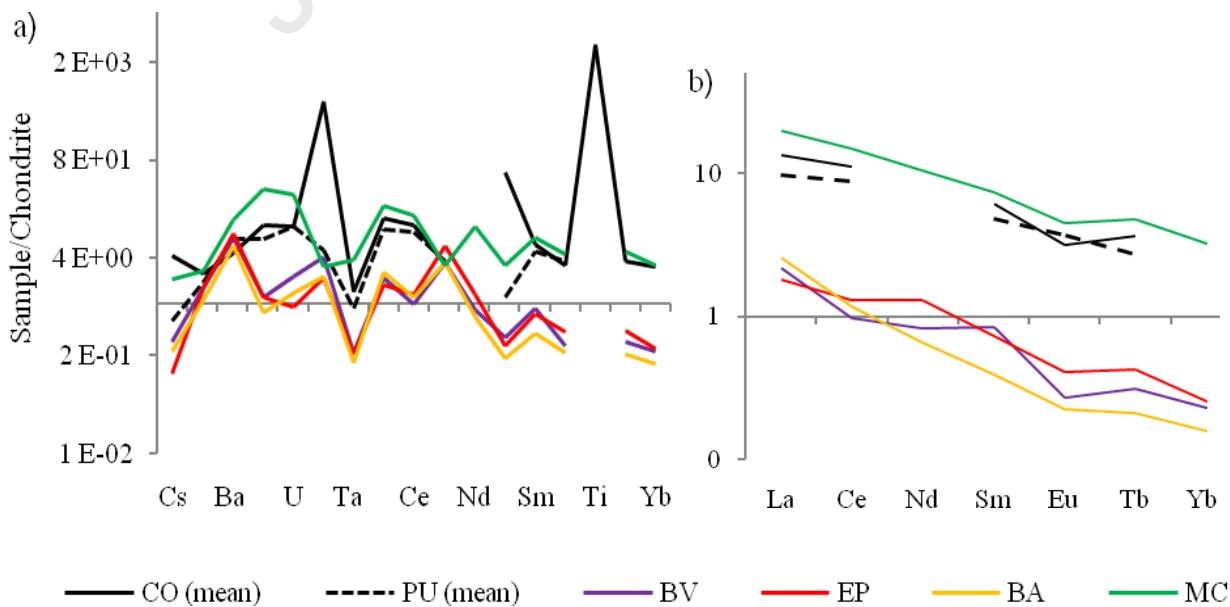 a)
Sample/Chondrite
2 E+03
8 E+01
4 E+00
2 E-01
1 E-02
Cs Ba U Ta Ce Nd Sm Ti Yb
b)
10
1
0
La Ce Nd Sm Eu Tb Yb
CO (mean) PU (mean) BV EP BA MC